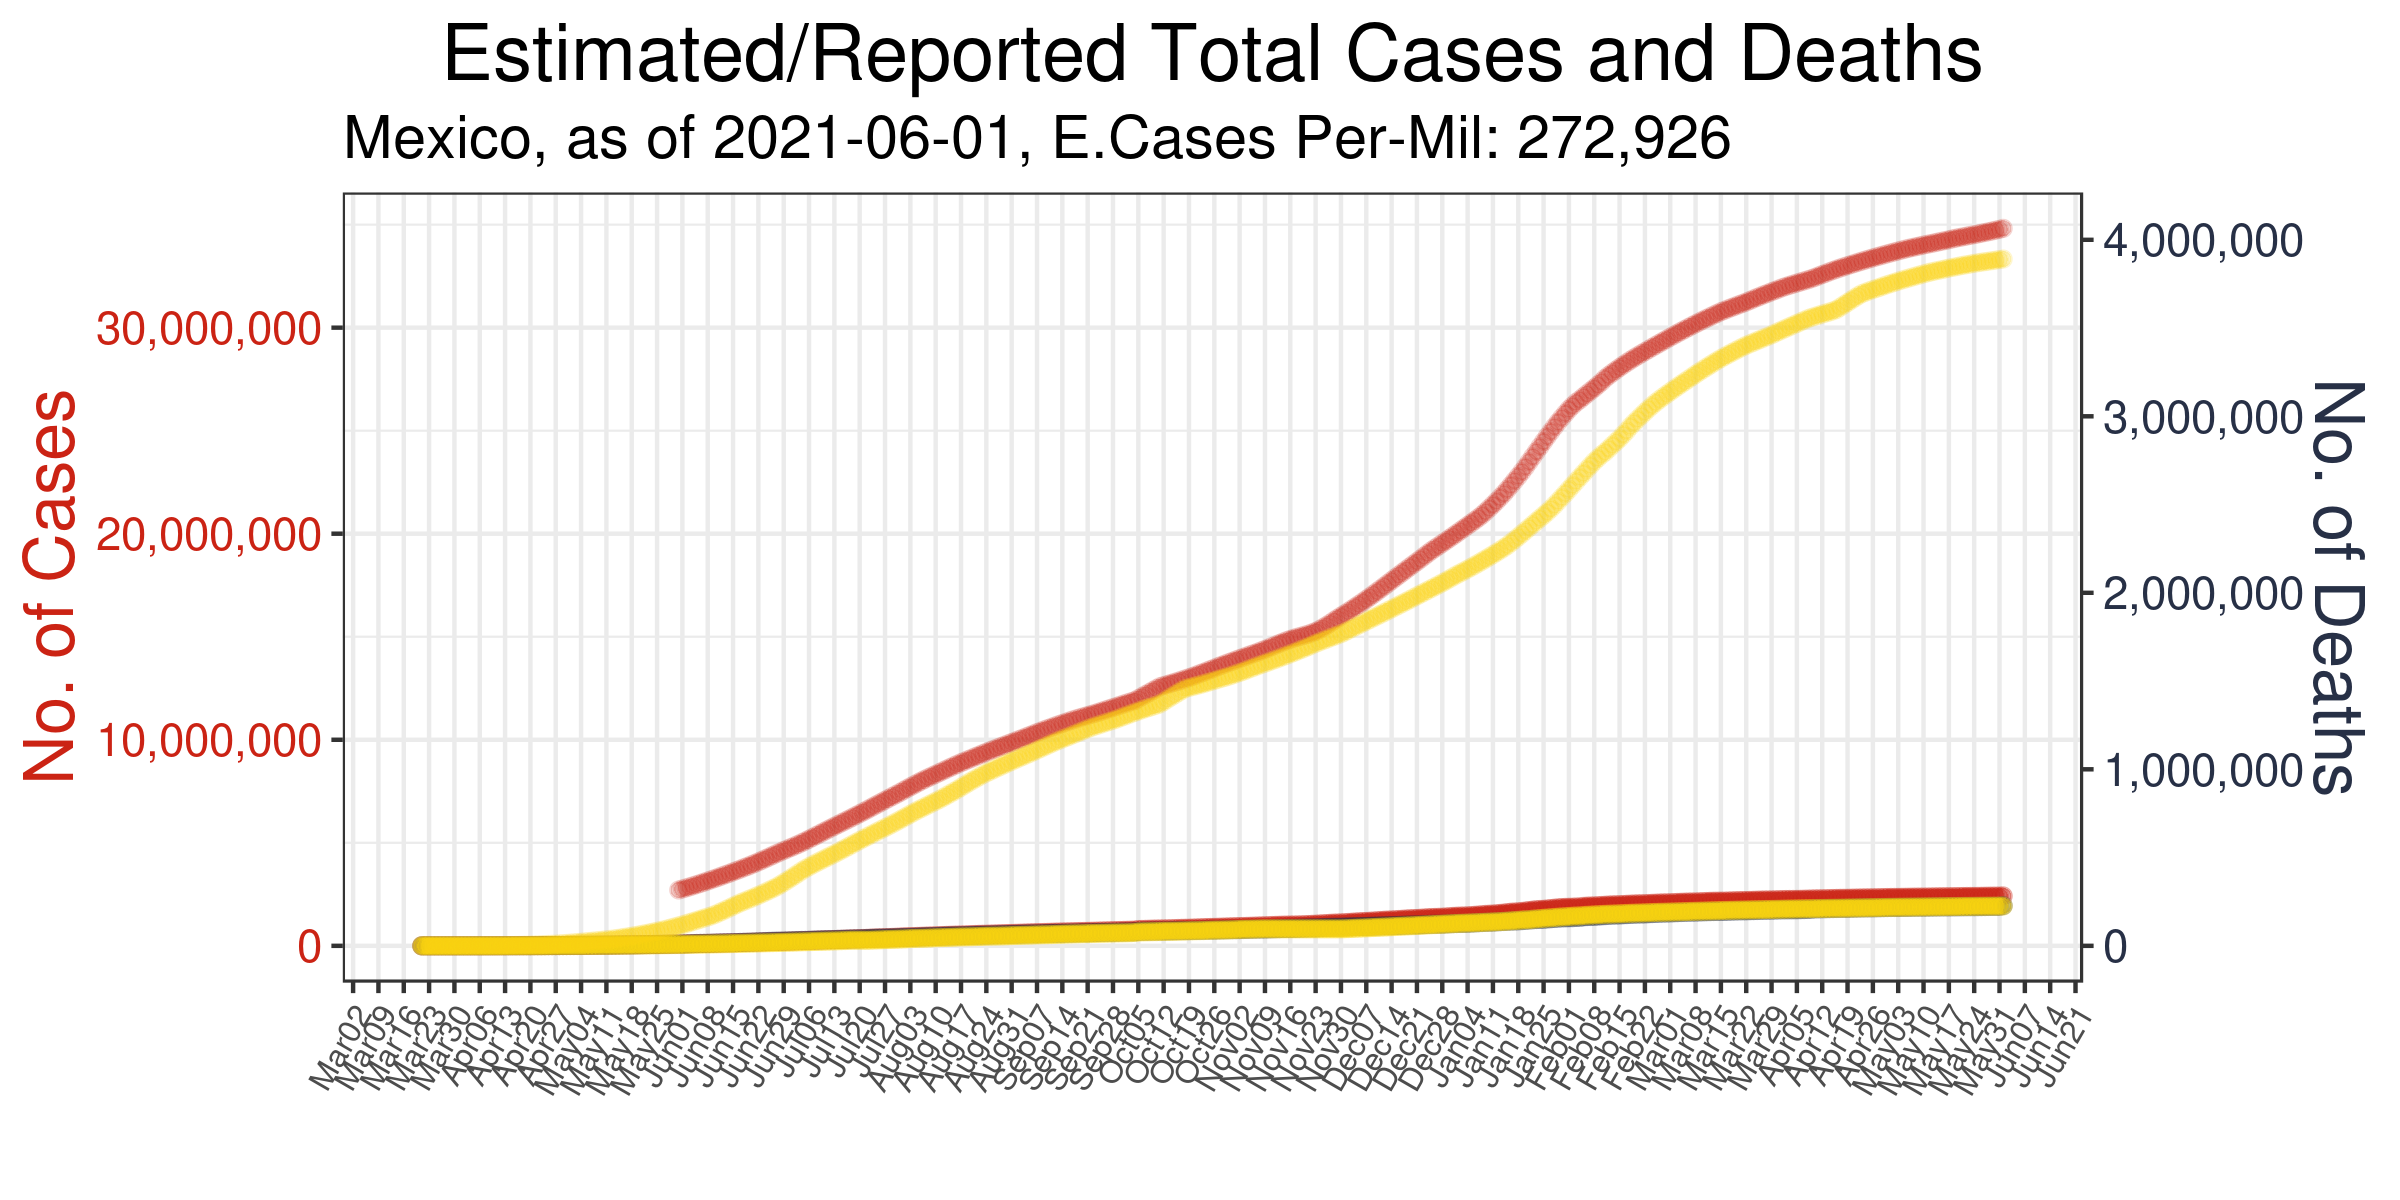 Estimated/Reported Total Cases and Deaths
Mexico, as of 2021-06-01, E.Cases Per-Mil: 272,926
No. of Cases
30,000,000
20,000,000
10,000,000
0
4,000,000
3,000,000
2,000,000
1,000,000
0
No. of Deaths
Mar02
Mar09
Mar16
Mar23
Mar30
Apr06
Apr13
Apr20
Apr27
May04
May11
May18
May25
Jun01
Jun08
Jun15
Jun22
Jun29
Jul06
Jul13
Jul20
Jul27
Aug03
Aug10
Aug17
Aug24
Aug31
Sep07
Sep14
Sep21
Sep28
Oct05
Oct12
Oct19
Oct26
Nov02
Nov09
Nov16
Nov23
Nov30
Dec07
Dec14
Dec21
Dec28
Jan04
Jan11
Jan18
Jan25
Feb01
Feb08
Feb15
Feb22
Mar01
Mar08
Mar15
Mar22
Mar29
Apr05
Apr12
Apr19
Apr26
May03
May10
May17
May24
May31
Jun07
Jun14
Jun21